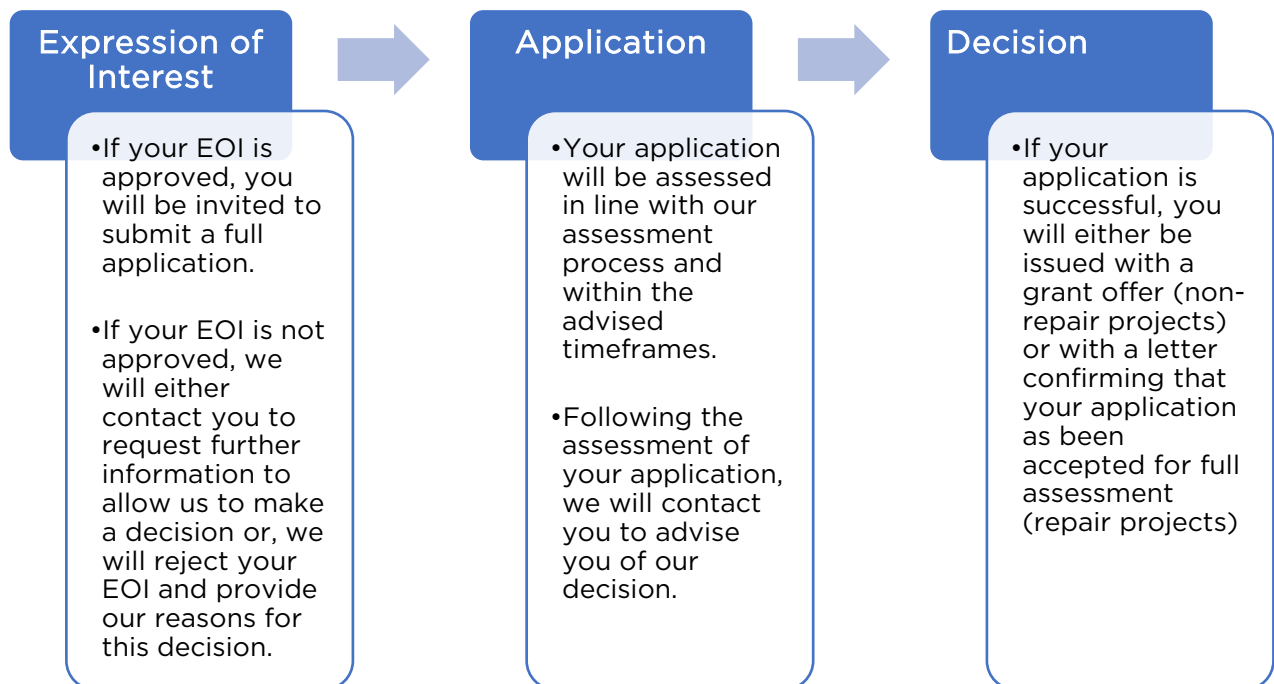 Expression of
Interest
•If your EOI is
approved, you
will be invited to
submit a full
application.
•If your EOI is not
approved, we
will either
contact you to
request further
information to
allow us to make
a decision or, we
will reject your
EOI and provide
our reasons for
this decision.
Application
•Your application
will be assessed
in line with our
assessment
process and
within the
advised
timeframes.
•Following the
assessment of
your application,
we will contact
you to advise
you of our
decision.
Decision
•If your
application is
successful, you
will either be
issued with a
grant offer (non-
repair projects)
or with a letter
confirming that
your application
as been
accepted for full
assessment
(repair projects)